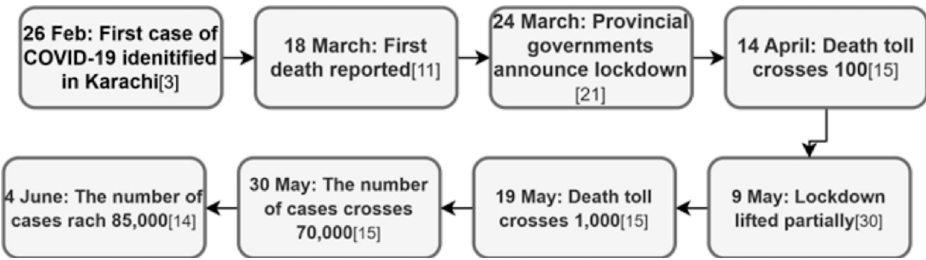 26 Feb: First case of
COVID-19 idenitified
in Karachi[3]
18 March: First
death reported[11]
24 March: Provincial
governments
announce lockdown
[21]
14 April: Death toll
crosses 100[15]
9 May: Lockdown
lifted partially[30]
19 May: Death toll
crosses 1,000[15]
30 May: The number
of cases crosses
70,000[15]
4 June: The number of
cases rach 85,000[14]